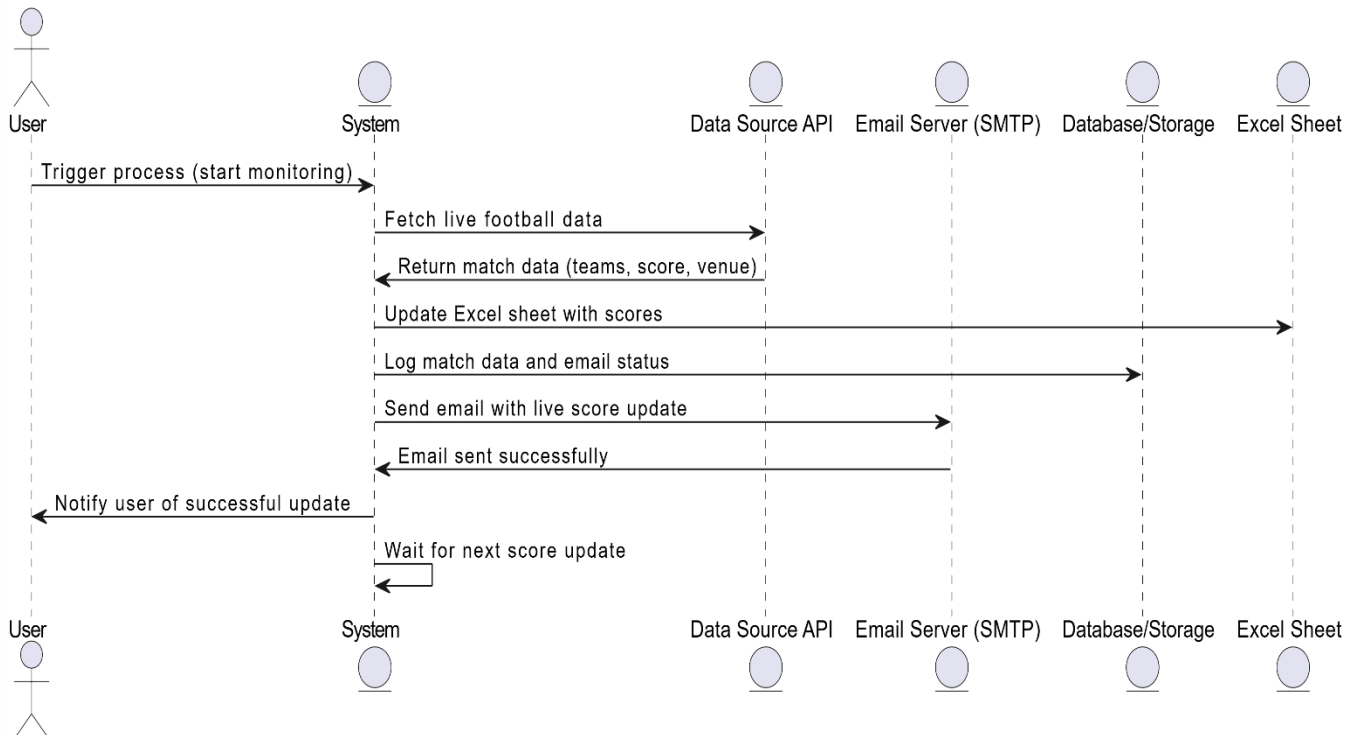 User System Data Source API Email Server (SMTP) Database/Storage Excel Sheet
Trigger process (start monitoring)
Fetch live football data
Return match data (teams, score, venue)
Update Excel sheet with scores
Log match data and email status
Send email with live score update
Email sent successfully
Notify user of successful update
Wait for next score update
User System Data Source API Email Server (SMTP) Database/Storage Excel Sheet